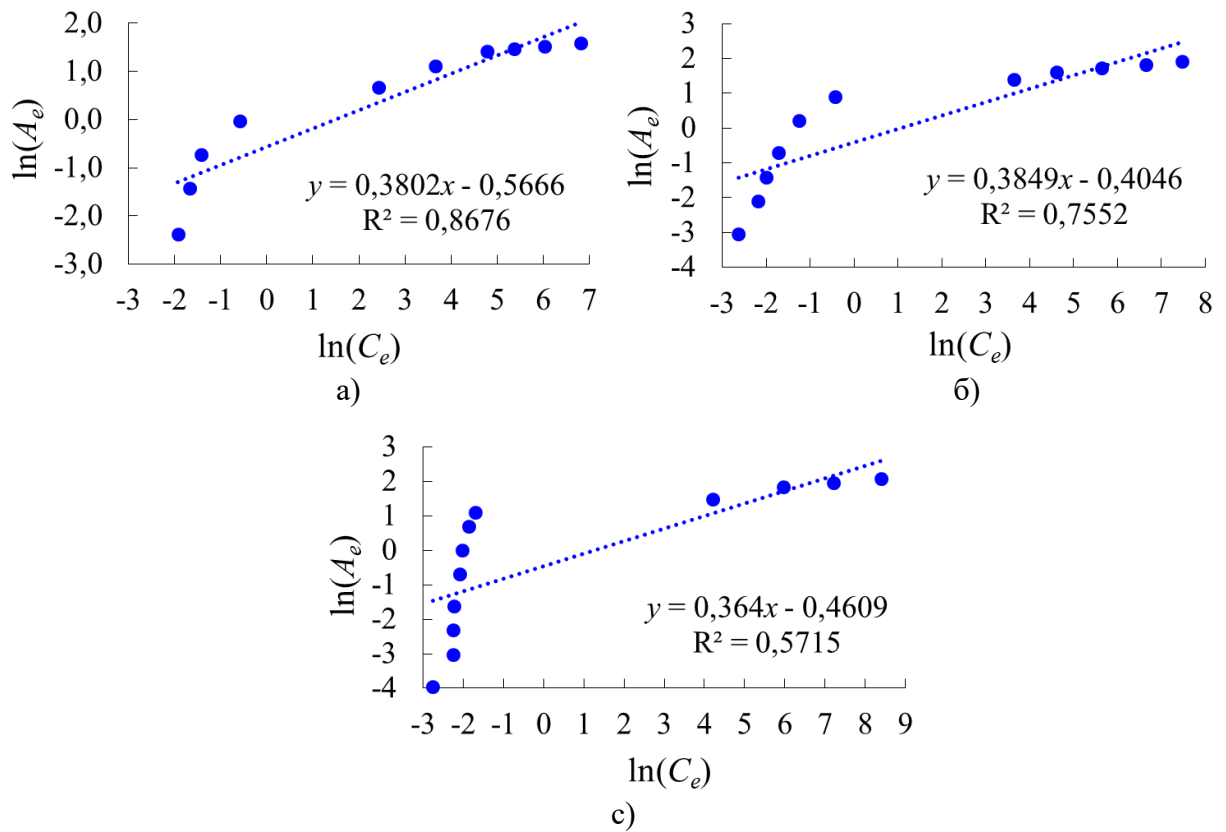 2,0
1,0
0,0
-1,0
-2,0
-3,0
ln(Aₑ)
y = 0,3802x - 0,5666
R² = 0,8676
-3 -2 -1 0 1 2 3 4 5 6 7
ln(Cₑ)
а)
3
2
1
0
-1
-2
-3
-4
ln(Aₑ)
y = 0,3849x - 0,4046
R² = 0,7552
-3 -2 -1 0 1 2 3 4 5 6 7 8
ln(Cₑ)
б)
3
2
1
0
-1
-2
-3
-4
ln(Aₑ)
y = 0,364x - 0,4609
R² = 0,5715
-3 -2 -1 0 1 2 3 4 5 6 7 8 9
ln(Cₑ)
с)